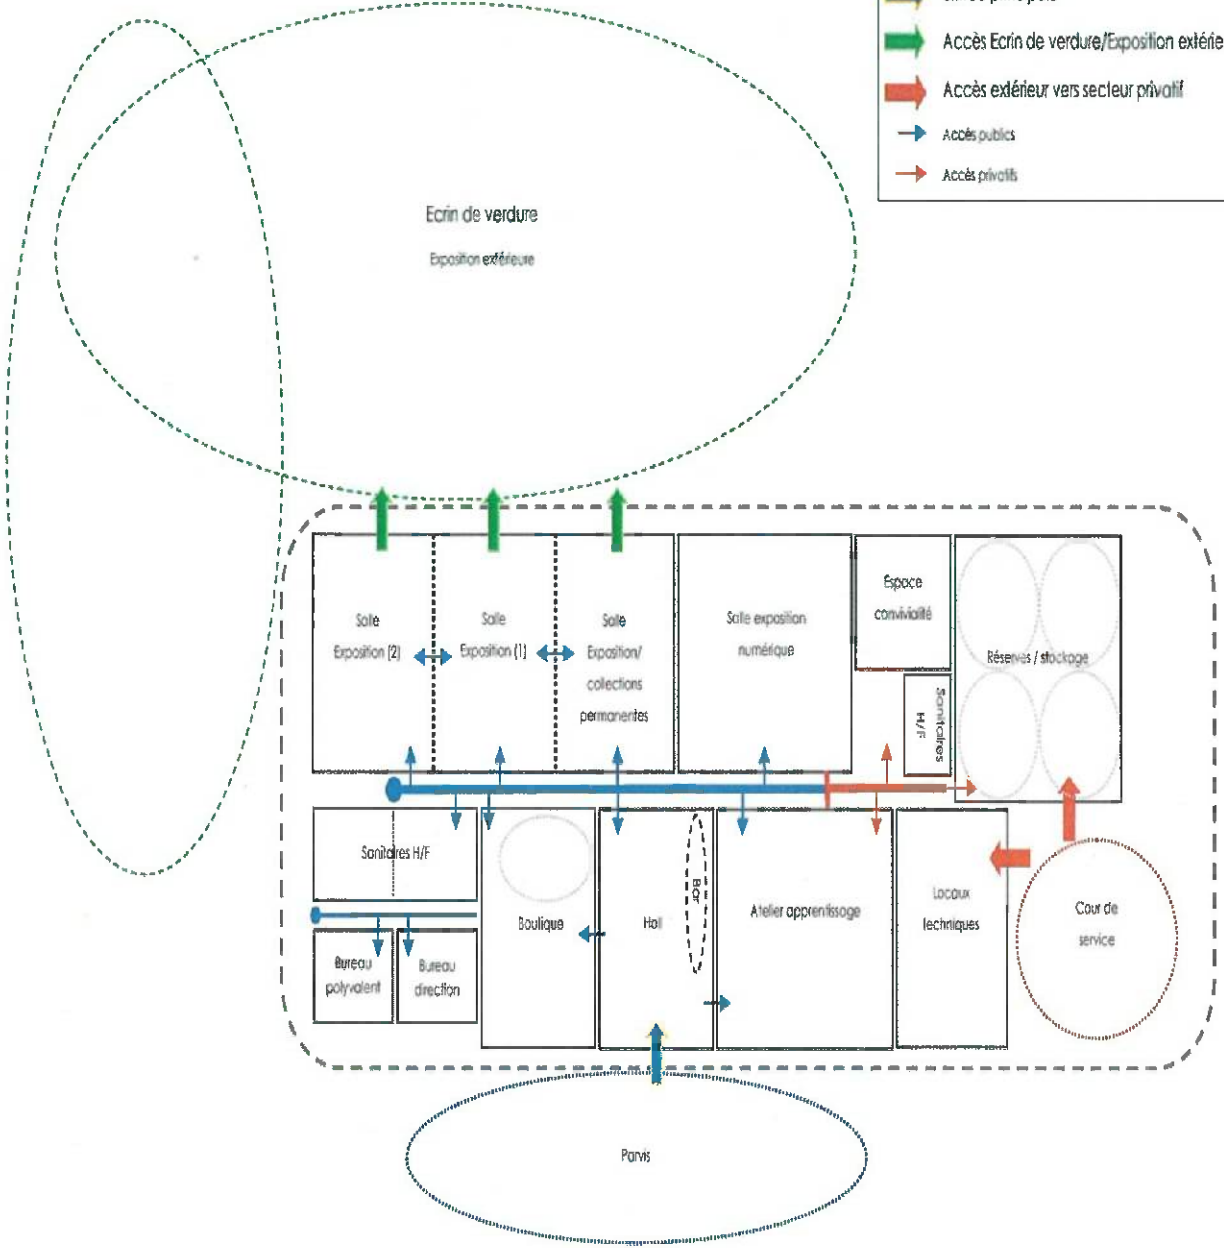 Accès Ecrin de verdure/Exposition extérie
Accès extérieur vers secteur privatif
Accès publics
Accès privatifs
Ecrin de verdure
Exposition extérieure
Salle
Exposition (2)
Salle
Exposition (1)
Salle
Exposition/
collections
permanentes
Salle exposition
numérique
Espace
convivialité
Sanitaires
H/F
Réserves / stockage
Sanitaires H/F
Bureau
polyvalent
Bureau
direction
Boutique
Hall
Bar
Atelier apprentissage
Locaux
techniques
Cour de
service
Parvis